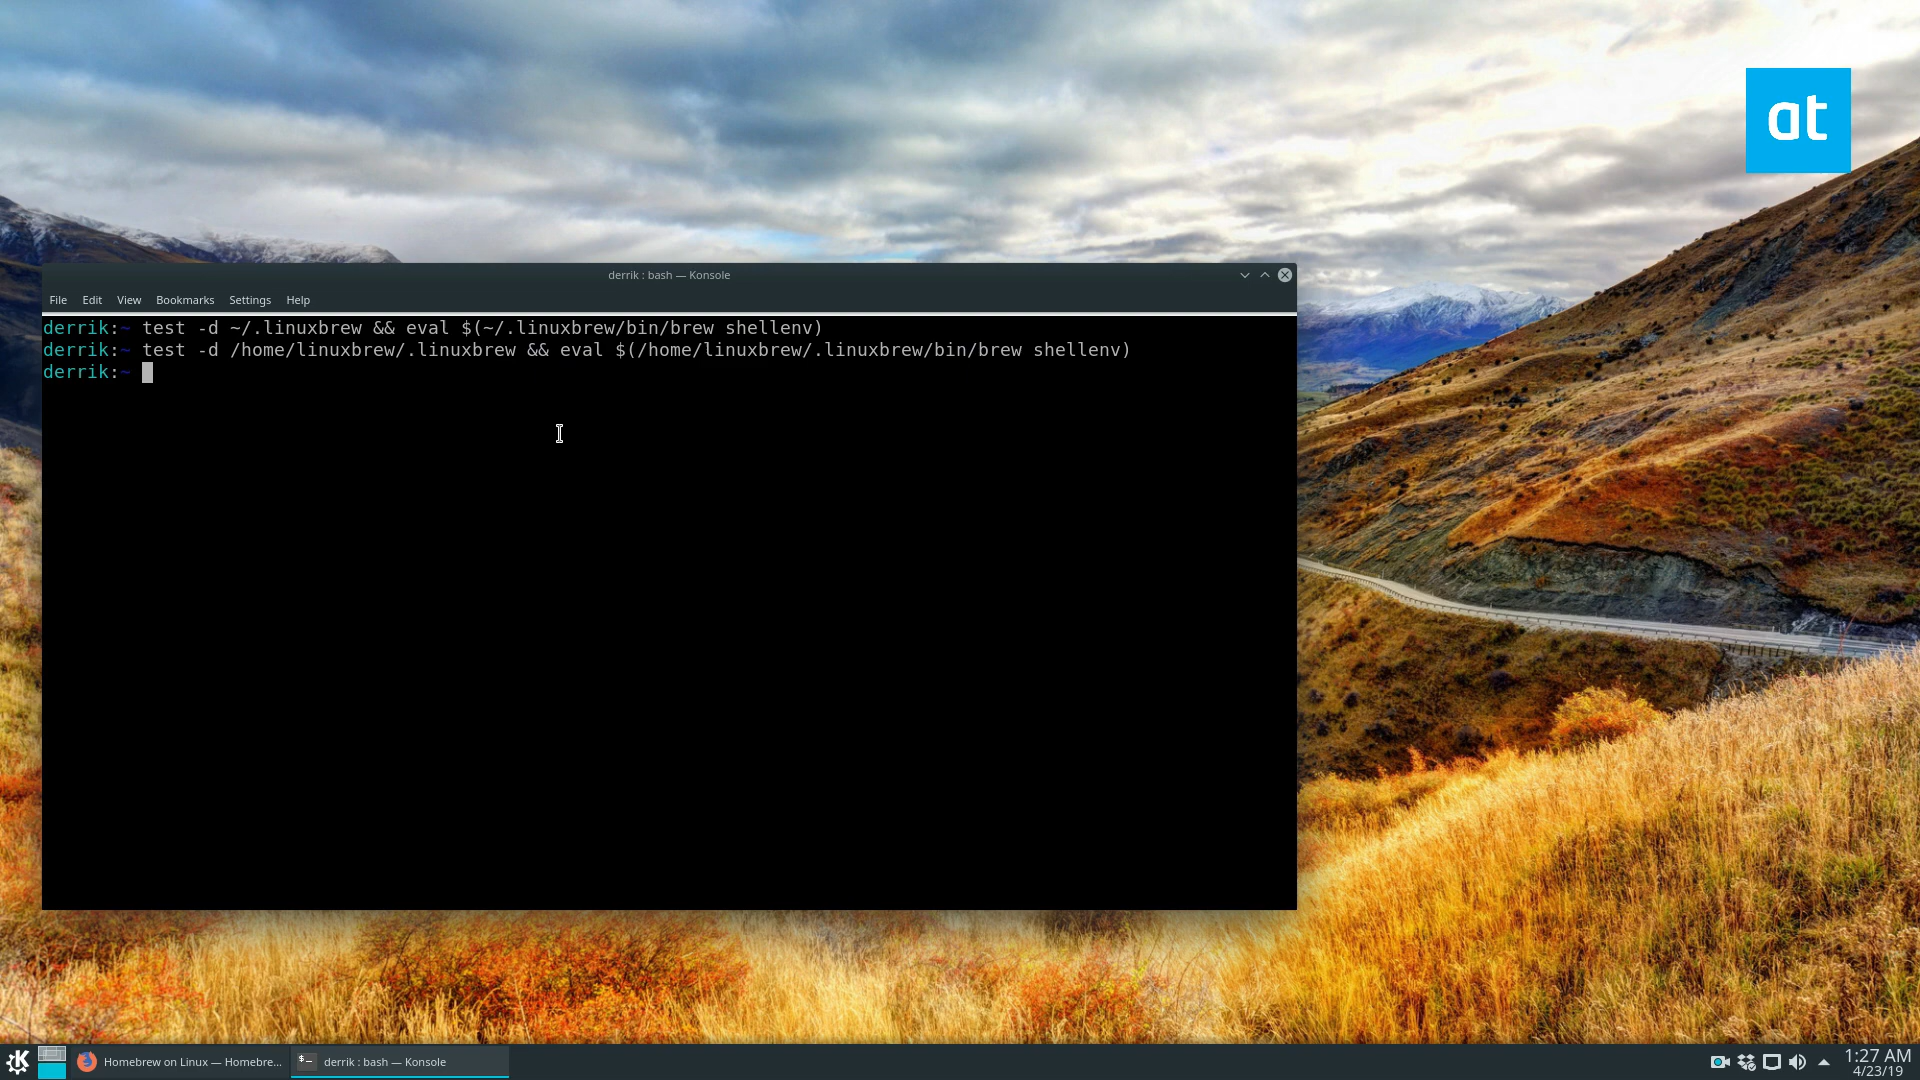 at
derrik : bash — Konsole
File Edit View Bookmarks Settings Help
derrik:~ test -d ~/.linuxbrew && eval $(~/.linuxbrew/bin/brew shellenv)
derrik:~ test -d /home/linuxbrew/.linuxbrew && eval $(/home/linuxbrew/.linuxbrew/bin/brew shellenv)
derrik:~
Homebrew on Linux — Homebre... derrik : bash — Konsole 1:27 AM
4/23/19